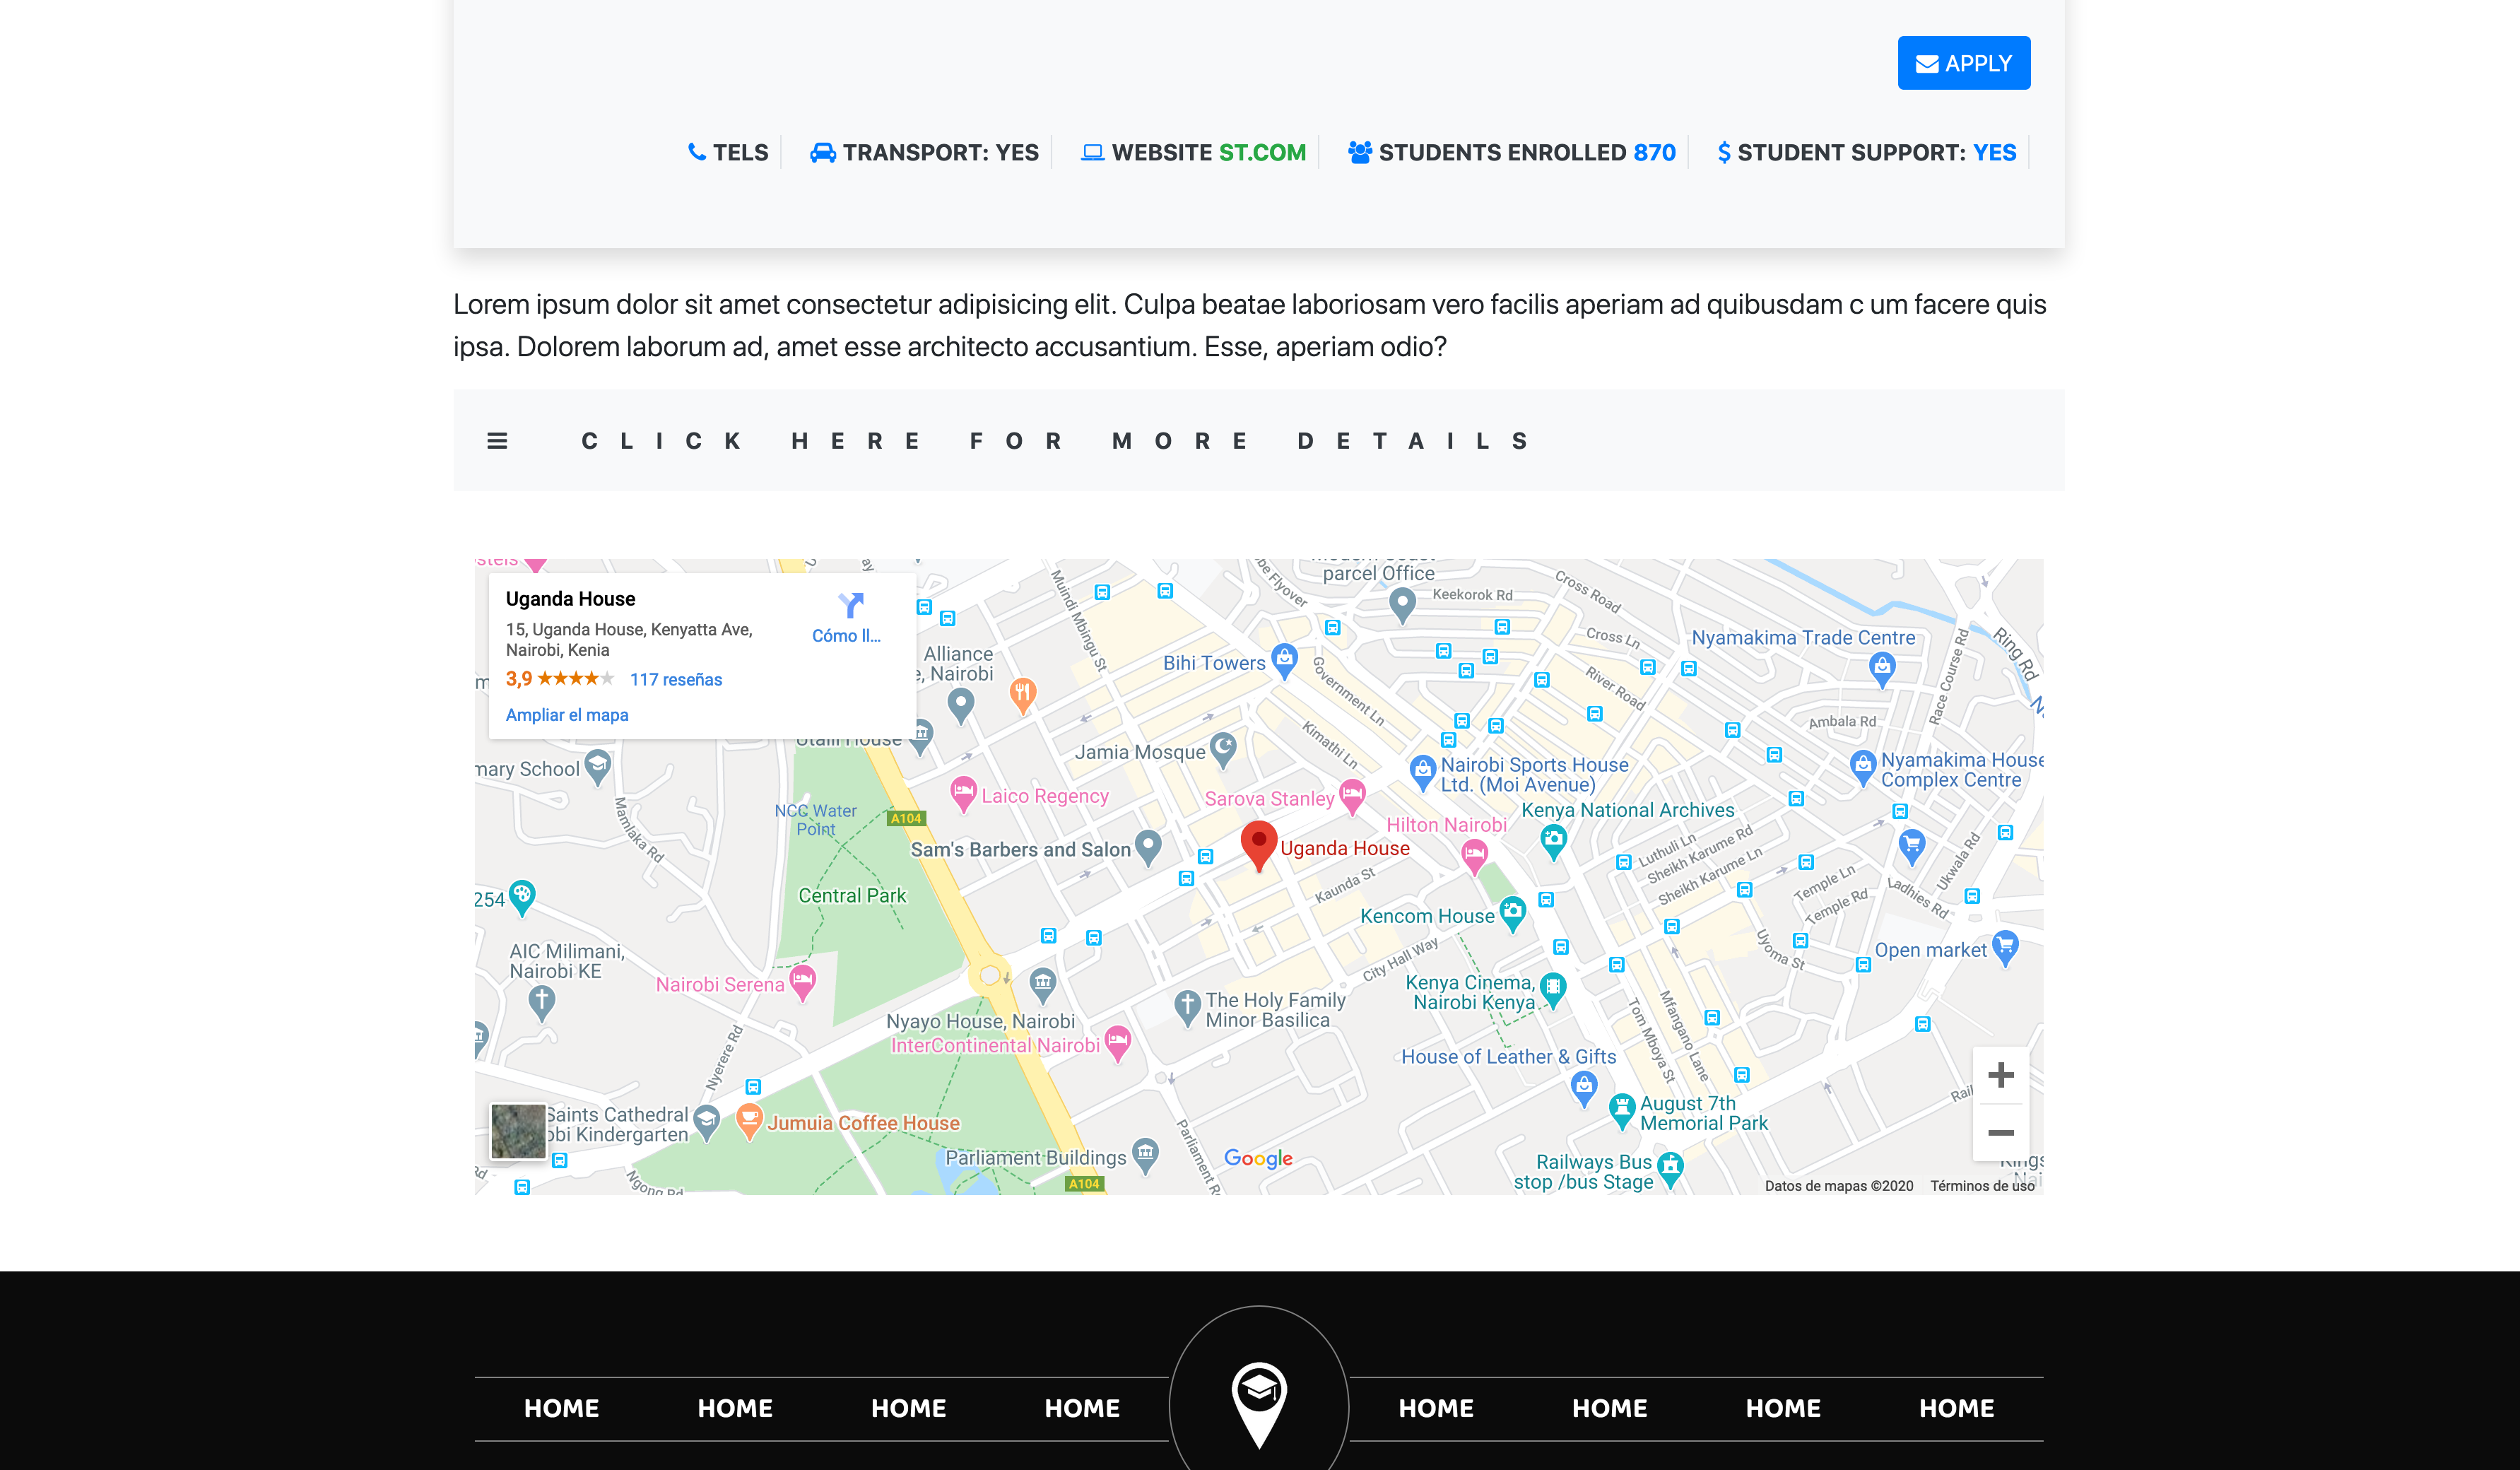 APPLY
TELS
TRANSPORT: YES
WEBSITE ST.COM
STUDENTS ENROLLED 870
$ STUDENT SUPPORT: YES
Lorem ipsum dolor sit amet consectetur adipisicing elit. Culpa beatae laboriosam vero facilis aperiam ad quibusdam c um facere quis
ipsa. Dolorem laborum ad, amet esse architecto accusantium. Esse, aperiam odio?
CLICK HERE FOR MORE DETAILS
Uganda House
15, Uganda House, Kenyatta Ave,
Nairobi, Kenia
3,9
117 reseñas
Ampliar el mapa
Cómo ll...
parcel Office
Keekorok Rd
Cross Road
Cross Ln
Nyamakima Trade Centre
Ring Rd
Race Course Rd
Muindi Mbingu St
Flyover
Alliance
Nairobi
Bihi Towers
Government Ln
River Road
Ambala Rd
Utalii House
Jamia Mosque
Kimathi Ln
mary School
Nairobi Sports House
Ltd. (Moi Avenue)
Nyamakima House
Complex Centre
Laico Regency
Sarova Stanley
NCC Water
Point
A104
Mamlaka Rd
Hilton Nairobi
Kenya National Archives
Sam's Barbers and Salon
Uganda House
Luthuli Ln
Sheikh Karume Rd
Sheikh Karume Ln
Ukwala Rd
Kaunda St
Temple Ln
Temple Rd
Ladhies Rd
254
Central Park
Kencom House
City Hall Way
Uyoma St
Open market
AIC Milimani,
Nairobi KE
Nairobi Serena
Kenya Cinema,
Nairobi Kenya
The Holy Family
Minor Basilica
Nyayo House, Nairobi
InterContinental Nairobi
Tom Mboya St
Mfangano Lane
Nyerere Rd
House of Leather & Gifts
Saints Cathedral
obi Kindergarten
Jumuia Coffee House
August 7th
Memorial Park
Rail
Parliament Buildings
Parliament R
Google
Railways Bus
stop /bus Stage
Ngong Rd
A104
Datos de mapas ©2020
Términos de uso
HOME
HOME
HOME
HOME
HOME
HOME
HOME
HOME